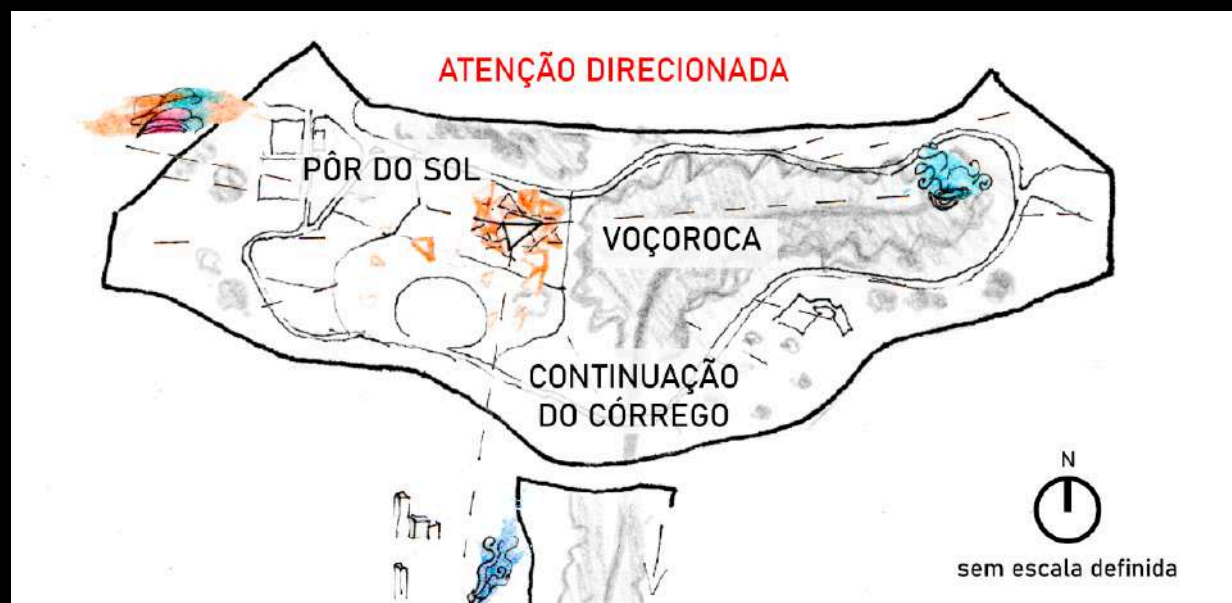 ATENÇÃO DIRECIONADA
PÔR DO SOL
VOÇOROCA
CONTINUAÇÃO
DO CÓRREGO
N
sem escala definida